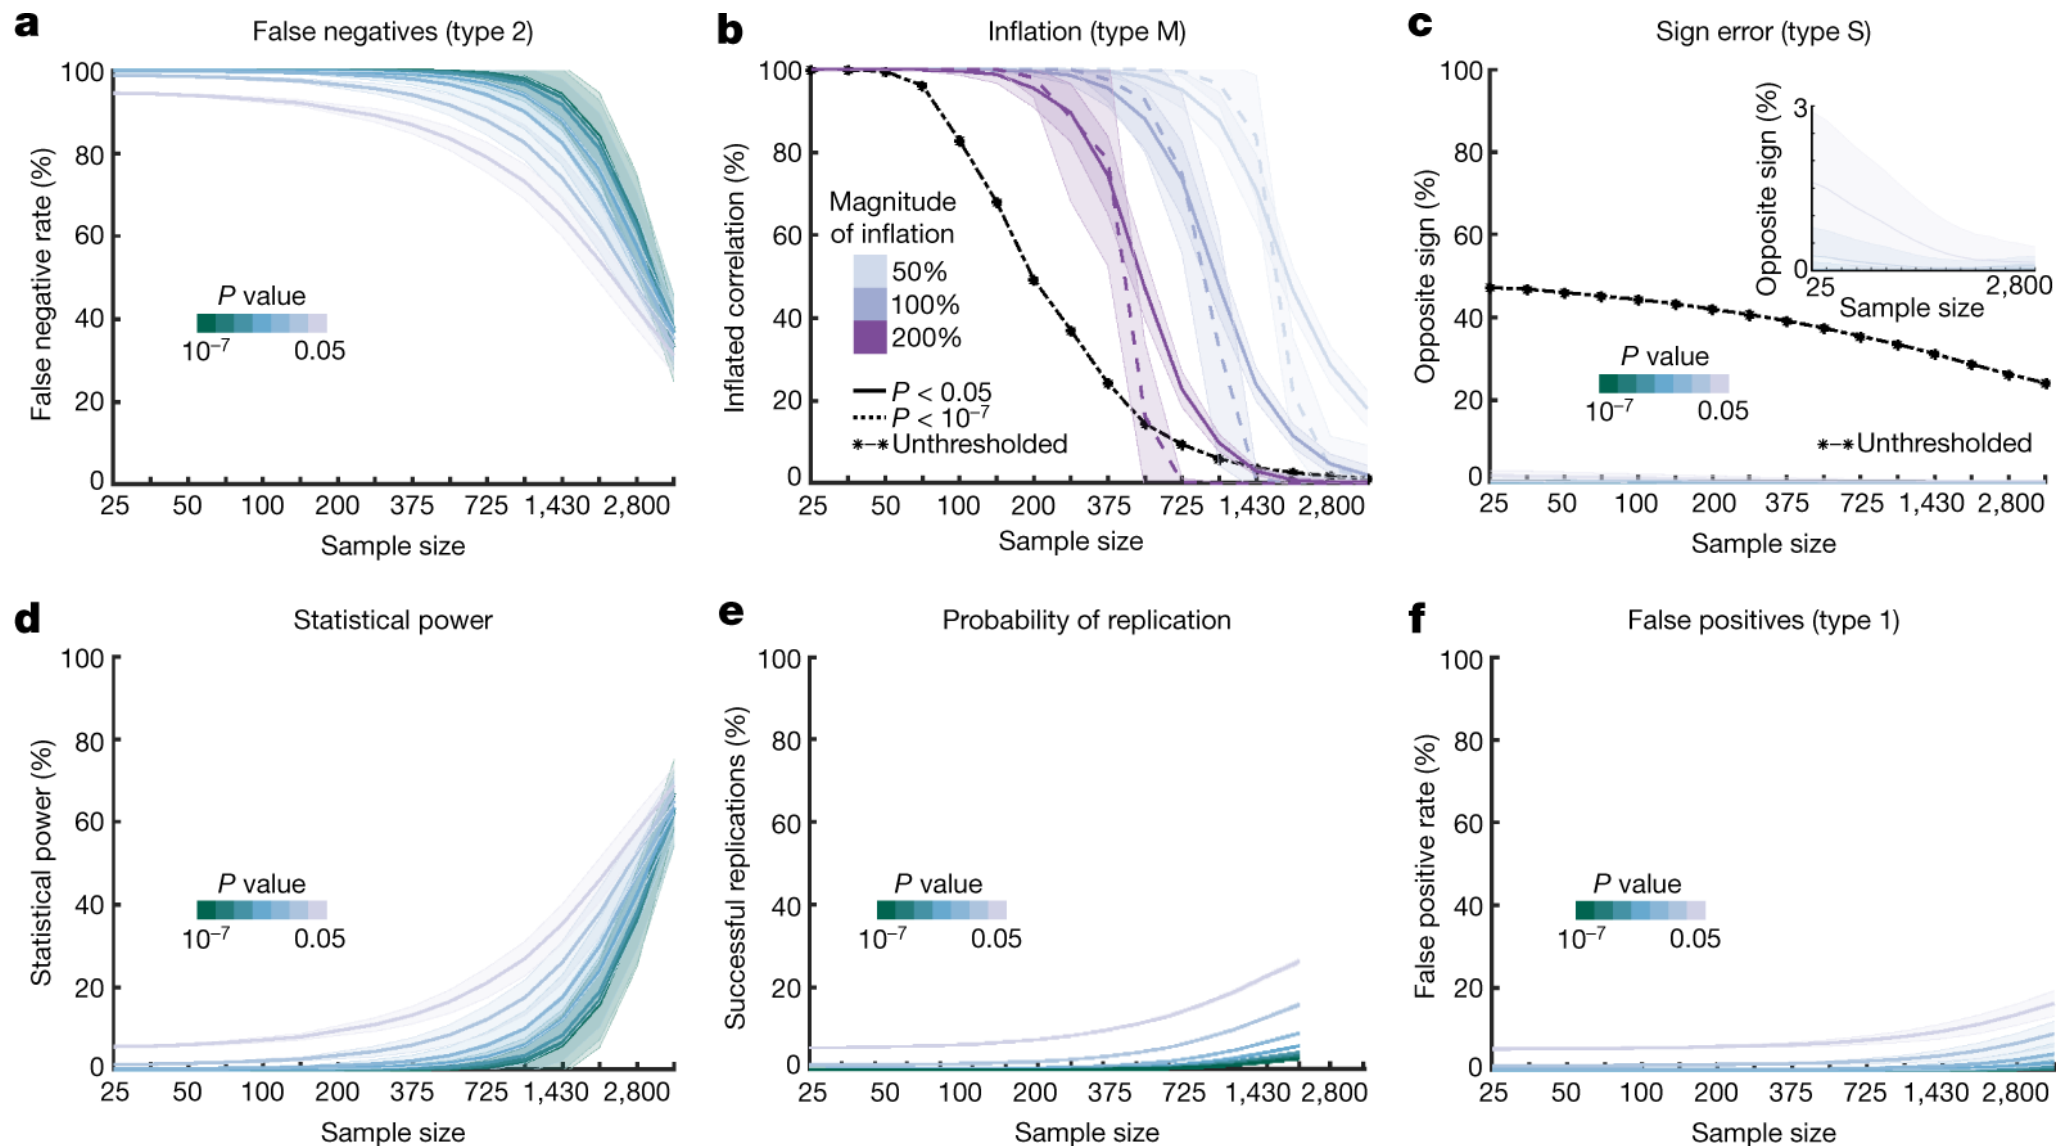 a
False negatives (type 2)
100
80
60
40
20
0
False negative rate (%)
P value
10⁻⁷ 0.05
25 50 100 200 375 725 1,430 2,800
Sample size
b
Inflation (type M)
100
80
60
40
20
0
Inflated correlation (%)
Magnitude
of inflation
50%
100%
200%
P < 0.05
P < 10⁻⁷
Unthresholded
25 50 100 200 375 725 1,430 2,800
Sample size
c
Sign error (type S)
100
80
60
40
20
0
Opposite sign (%)
3
0
Opposite sign (%)
25 2,800
Sample size
P value
10⁻⁷ 0.05
Unthresholded
25 50 100 200 375 725 1,430 2,800
Sample size
d
Statistical power
100
80
60
40
20
0
Statistical power (%)
P value
10⁻⁷ 0.05
25 50 100 200 375 725 1,430 2,800
Sample size
e
Probability of replication
100
80
60
40
20
0
Successful replications (%)
P value
10⁻⁷ 0.05
25 50 100 200 375 725 1,430 2,800
Sample size
f
False positives (type 1)
100
80
60
40
20
0
False positive rate (%)
P value
10⁻⁷ 0.05
25 50 100 200 375 725 1,430 2,800
Sample size